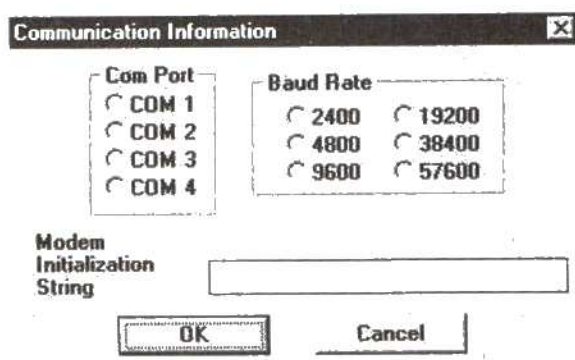 Communication Information
Com Port
COM 1
COM 2
COM 3
COM 4
Baud Rate
2400 19200
4800 38400
9600 57600
Modem
Initialization
String
OK Cancel